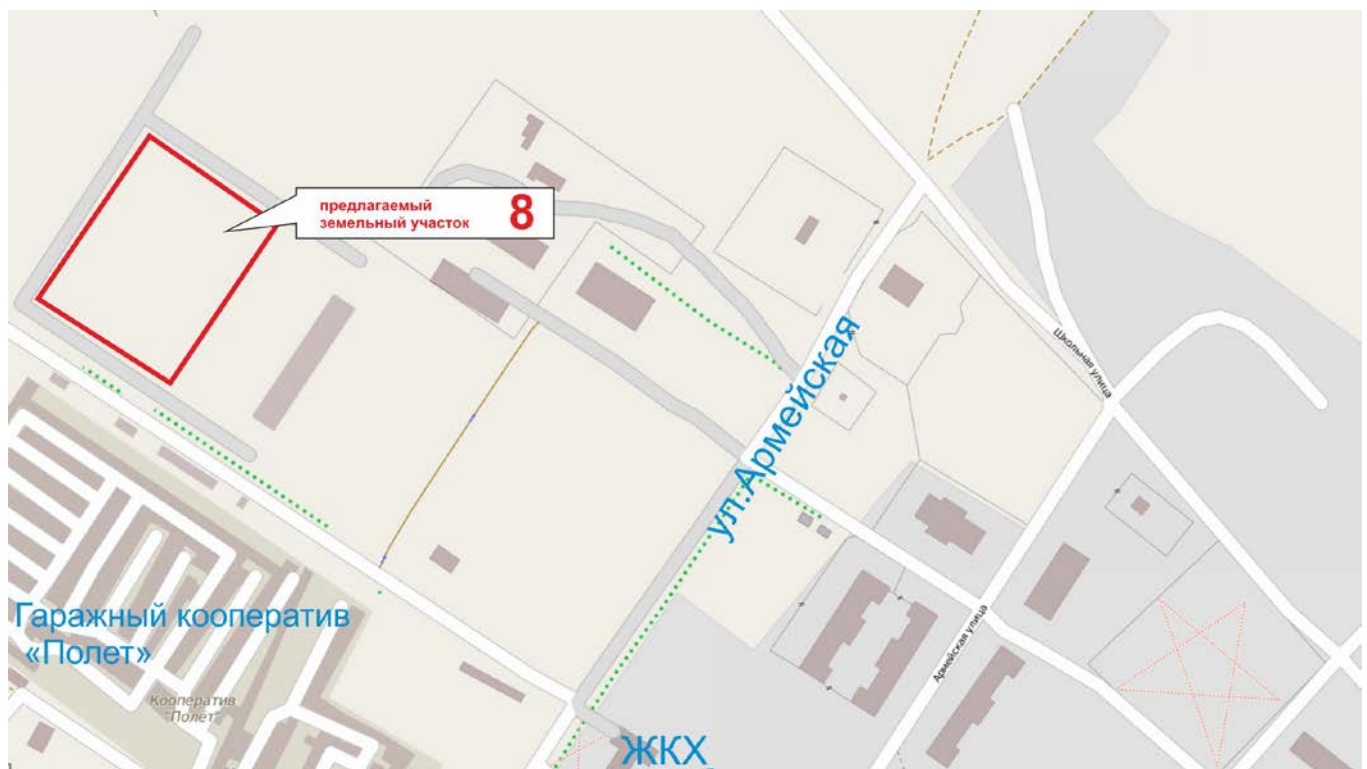 предлагаемый
земельный участок
8
ул.Армейская
Школьная улица
Армейская улица
Гаражный кооператив
«Полет»
Кооператив
"Полет"
ЖКХ